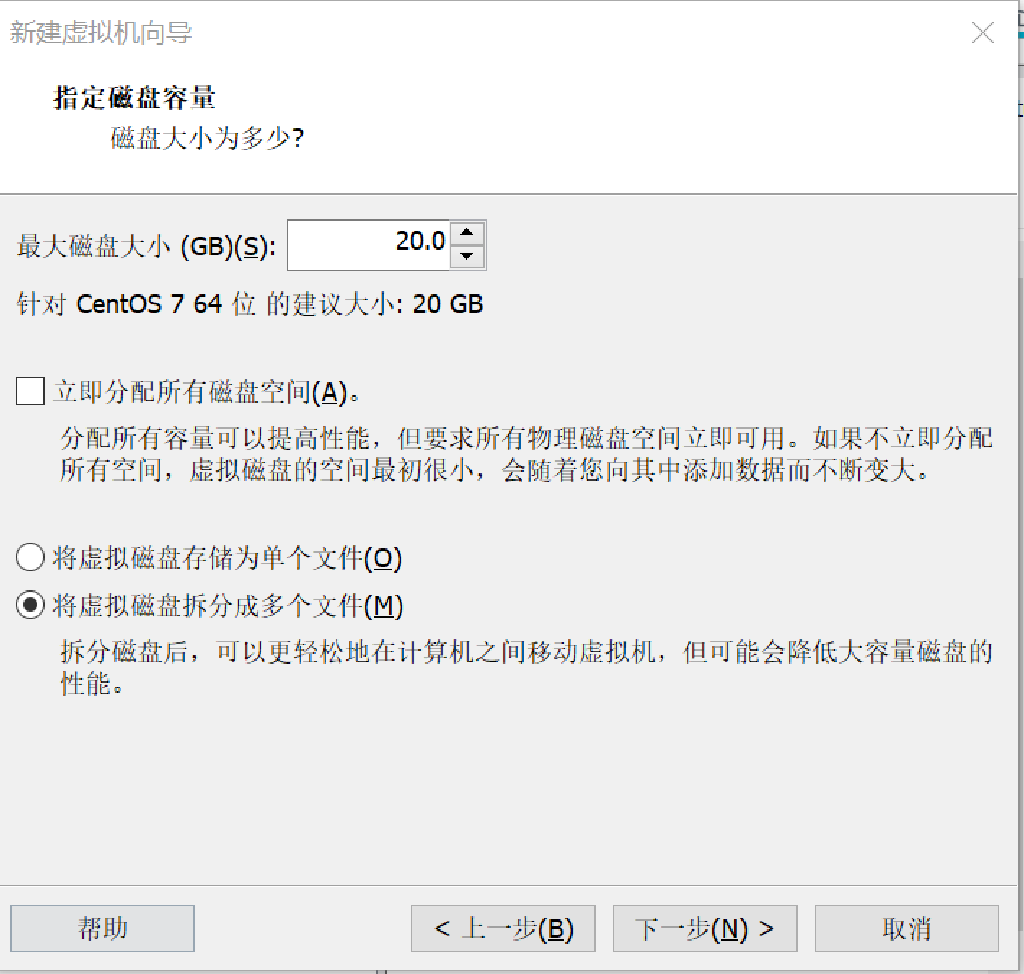 新建虚拟机向导
指定磁盘容量
磁盘大小为多少?
最大磁盘大小 (GB)(S): 20.0
针对 CentOS 7 64 位 的建议大小: 20 GB
立即分配所有磁盘空间(A)。
分配所有容量可以提高性能，但要求所有物理磁盘空间立即可用。如果不立即分配
所有空间，虚拟磁盘的空间最初很小，会随着您向其中添加数据而不断变大。
将虚拟磁盘存储为单个文件(O)
将虚拟磁盘拆分成多个文件(M)
拆分磁盘后，可以更轻松地在计算机之间移动虚拟机，但可能会降低大容量磁盘的
性能。
帮助 < 上一步(B) 下一步(N) > 取消